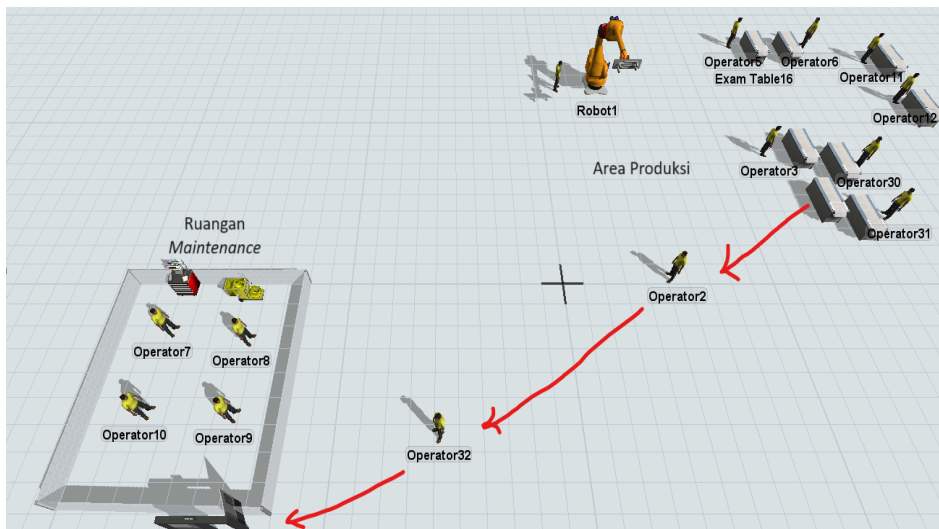 Operator5
Operator6
Exam Table16
Operator11
Operator12
Robot1
Area Produksi
Operator3
Operator30
Operator31
Ruangan
Maintenance
Operator2
Operator7
Operator8
Operator10
Operator9
Operator32